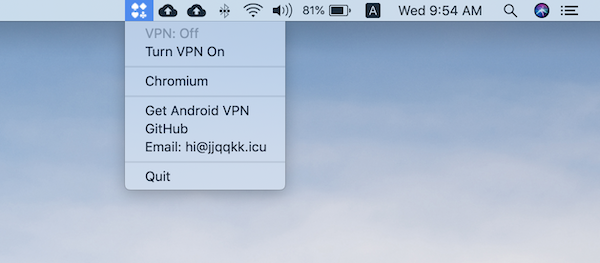 81% A Wed 9:54 AM
VPN: Off
Turn VPN On
Chromium
Get Android VPN
GitHub
Email: hi@jjqqkk.icu
Quit